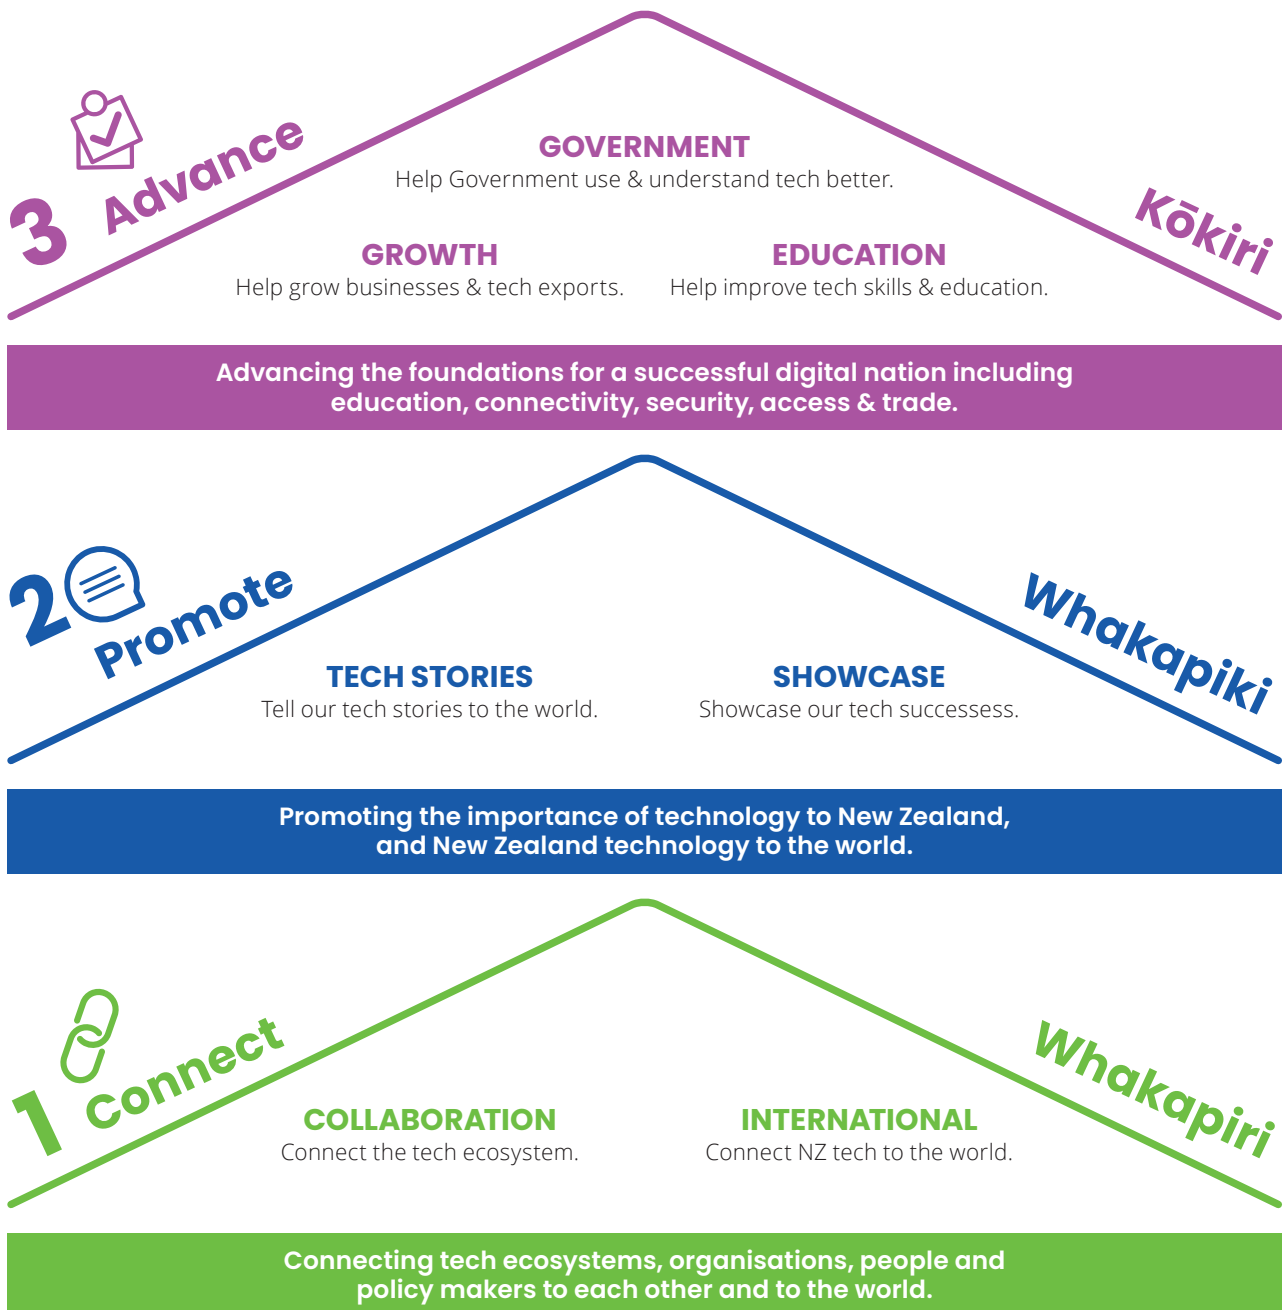 3 Advance
Kōkiri
GOVERNMENT
Help Government use & understand tech better.
GROWTH
Help grow businesses & tech exports.
EDUCATION
Help improve tech skills & education.
Advancing the foundations for a successful digital nation including
education, connectivity, security, access & trade.
2 Promote
Whakapiki
TECH STORIES
Tell our tech stories to the world.
SHOWCASE
Showcase our tech successess.
Promoting the importance of technology to New Zealand,
and New Zealand technology to the world.
1 Connect
Whakapiri
COLLABORATION
Connect the tech ecosystem.
INTERNATIONAL
Connect NZ tech to the world.
Connecting tech ecosystems, organisations, people and
policy makers to each other and to the world.